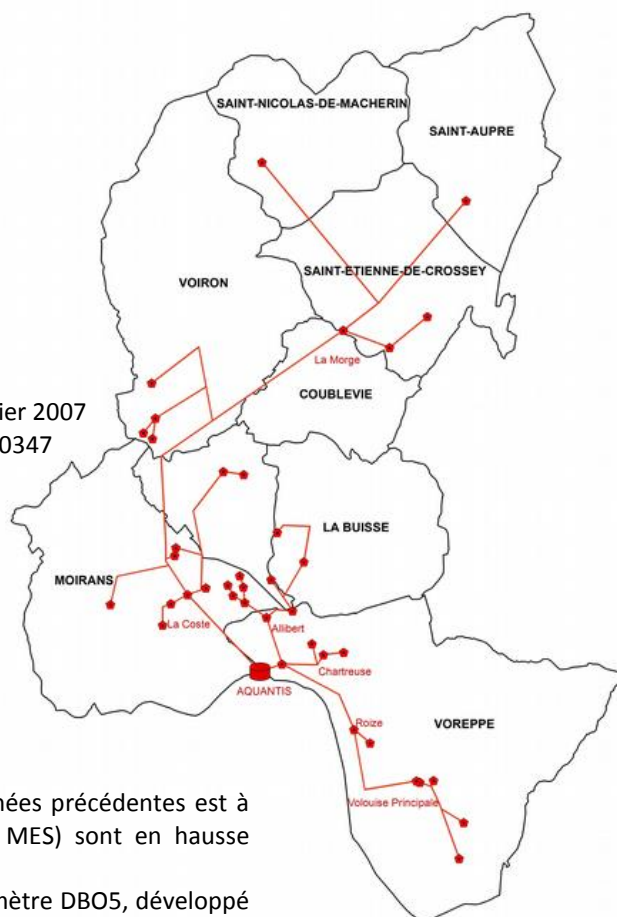 SAINT-NICOLAS-DE-MACHERIN
SAINT-AUPRE
SAINT-ETIENNE-DE-CROSSEY
VOIRON
La Morge
COUBLEVIE
ier 2007
0347
LA BUISSE
MOIRANS
La Coste
Allibert
Chartreuse
AQUANTIS
Roize
VOREPPE
Volouise Principale
nées précédentes est à
MES) sont en hausse
mètre DBO5, développé